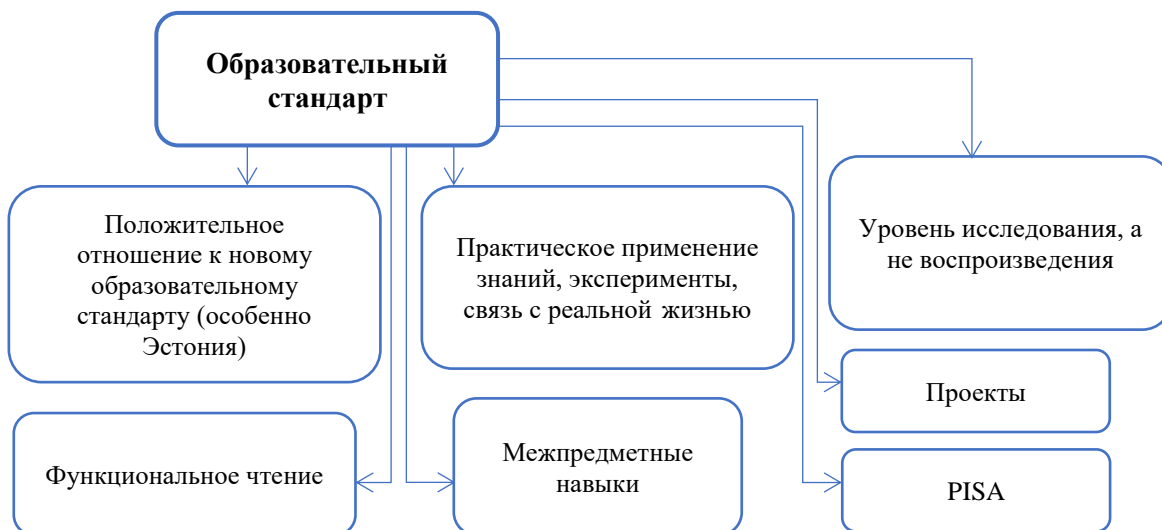 Образовательный
стандарт
Положительное
отношение к новому
образовательному
стандарту (особенно
Эстония)
Практическое применение
знаний, эксперименты,
связь с реальной жизнью
Уровень исследования, а
не воспроизведения
Проекты
Функциональное чтение
Межпредметные
навыки
PISA